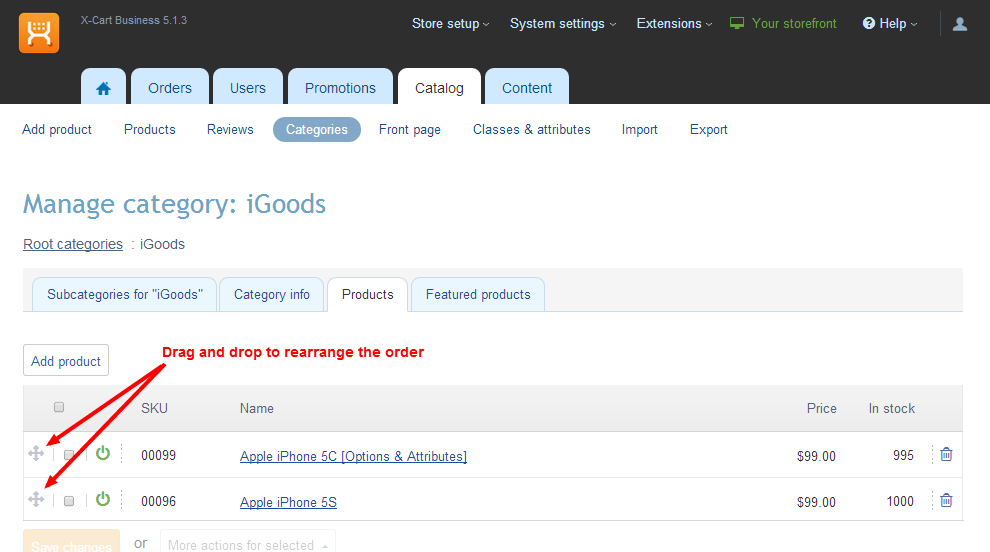 X-Cart Business 5.1.3
Store setup System settings Extensions Your storefront Help
Orders Users Promotions Catalog Content
Add product Products Reviews Categories Front page Classes & attributes Import Export
Manage category: iGoods
Root categories : iGoods
Subcategories for "iGoods" Category info Products Featured products
Drag and drop to rearrange the order
Add product
SKU Name Price In stock
00099 Apple iPhone 5C [Options & Attributes] $99.00 995
00096 Apple iPhone 5S $99.00 1000
Save changes or More actions for selected